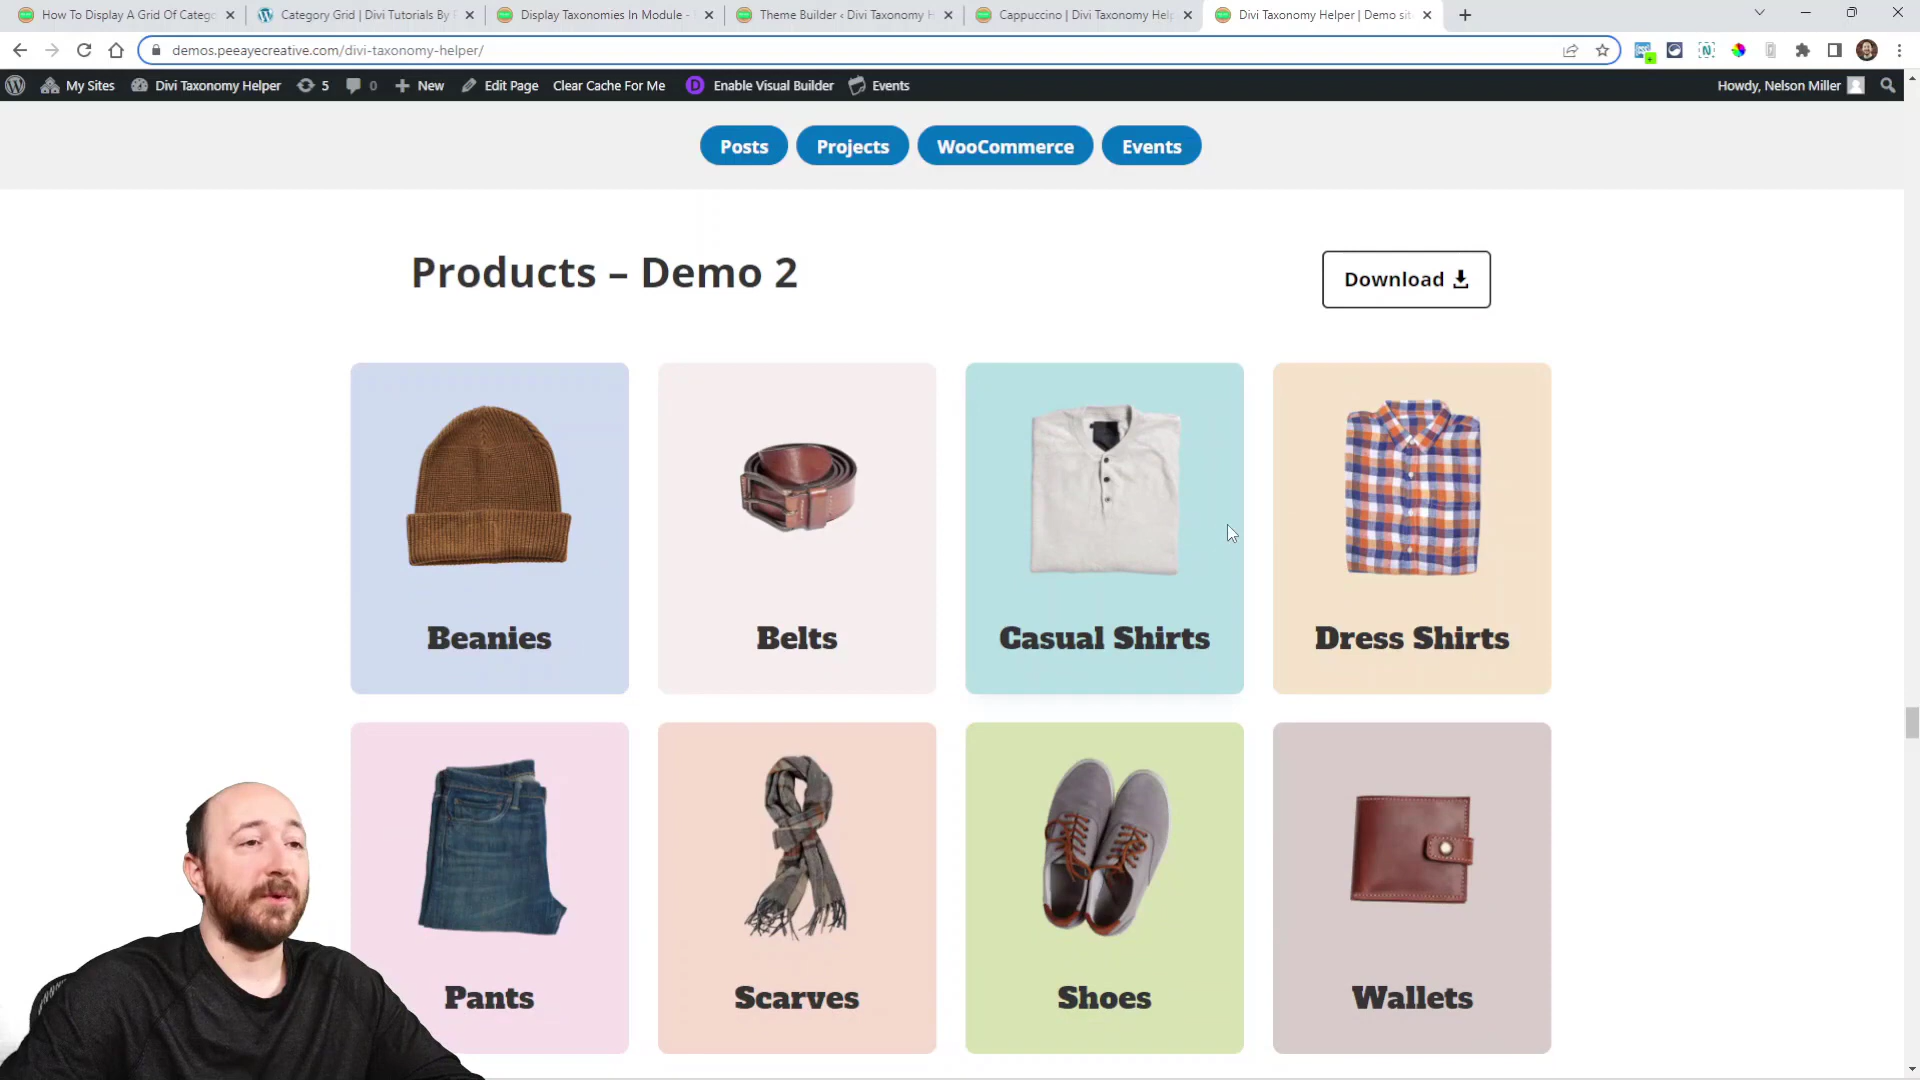 How To Display A Grid Of Catego
Category Grid | Divi Tutorials By P
Display Taxonomies In Module -
Theme Builder ‹ Divi Taxonomy H
Cappuccino | Divi Taxonomy Help
Divi Taxonomy Helper | Demo sit
demos.peeayecreative.com/divi-taxonomy-helper/
My Sites Divi Taxonomy Helper 5 0 New Edit Page Clear Cache For Me D Enable Visual Builder Events Howdy, Nelson Miller
Posts Projects WooCommerce Events
Products – Demo 2
Download
Beanies Belts Casual Shirts Dress Shirts
Pants Scarves Shoes Wallets